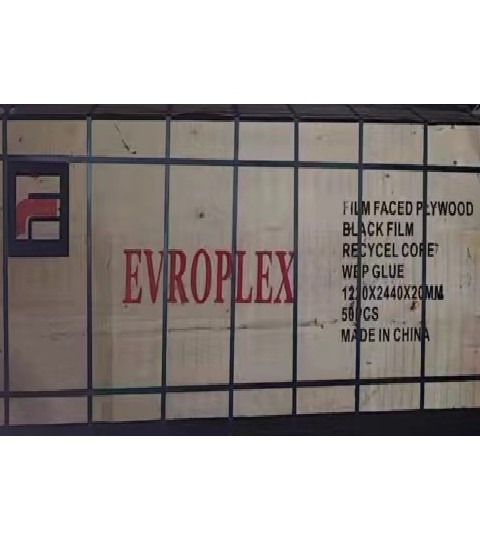 EVROPLEX
FILM FACED PLYWOOD
BLACK FILM
RECYCEL CORE
WBP GLUE
1220X2440X20MM
50PCS
MADE IN CHINA